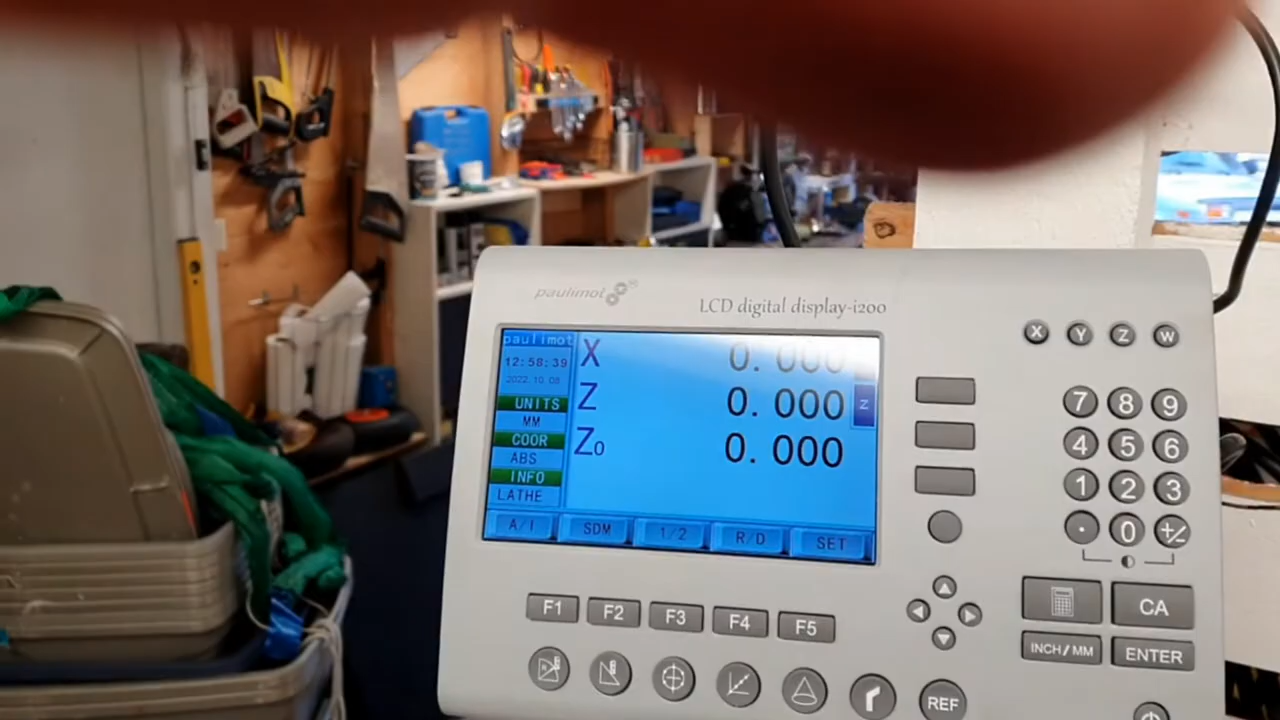 paulimot
LCD digital display-i200
paulimot
12:58:39
2022.10.08
UNITS
MM
COOR
ABS
INFO
LATHE
X 0.000
Z 0.000
Z0 0.000
Z
A/I SDM 1/2 R/D SET
F1 F2 F3 F4 F5
REF
X Y Z W
7 8 9
4 5 6
1 2 3
. 0 +/-
CA
INCH/MM ENTER